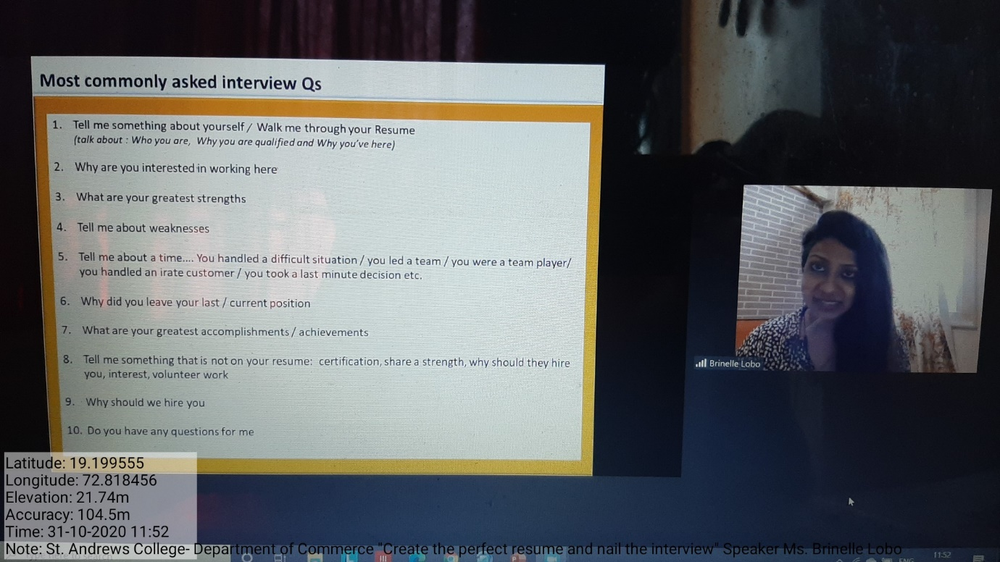 Most commonly asked interview Qs
1. Tell me something about yourself / Walk me through your Resume
(talk about : Who you are, Why you are qualified and Why you've here)
2. Why are you interested in working here
3. What are your greatest strengths
4. Tell me about weaknesses
5. Tell me about a time.... You handled a difficult situation / you led a team / you were a team player/
you handled an irate customer / you took a last minute decision etc.
6. Why did you leave your last / current position
7. What are your greatest accomplishments / achievements
8. Tell me something that is not on your resume: certification, share a strength, why should they hire
you, interest, volunteer work
9. Why should we hire you
10. Do you have any questions for me
Brinelle Lobo
Latitude: 19.199555
Longitude: 72.818456
Elevation: 21.74m
Accuracy: 104.5m
Time: 31-10-2020 11:52
Note: St. Andrews College- Department of Commerce "Create the perfect resume and nail the interview" Speaker Ms. Brinelle Lobo
11:52
ENG